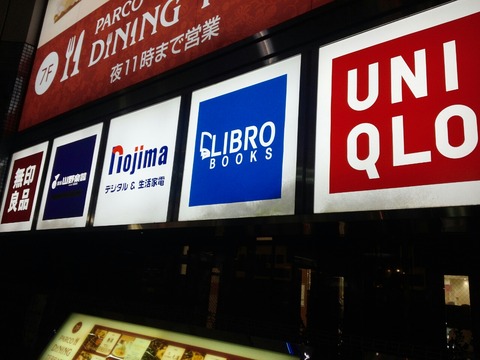 PARCO
DINING
7F
夜11時まで営業
無印
良品
山野楽器
nojima
デジタル & 生活家電
LIBRO
BOOKS
UNI
QLO